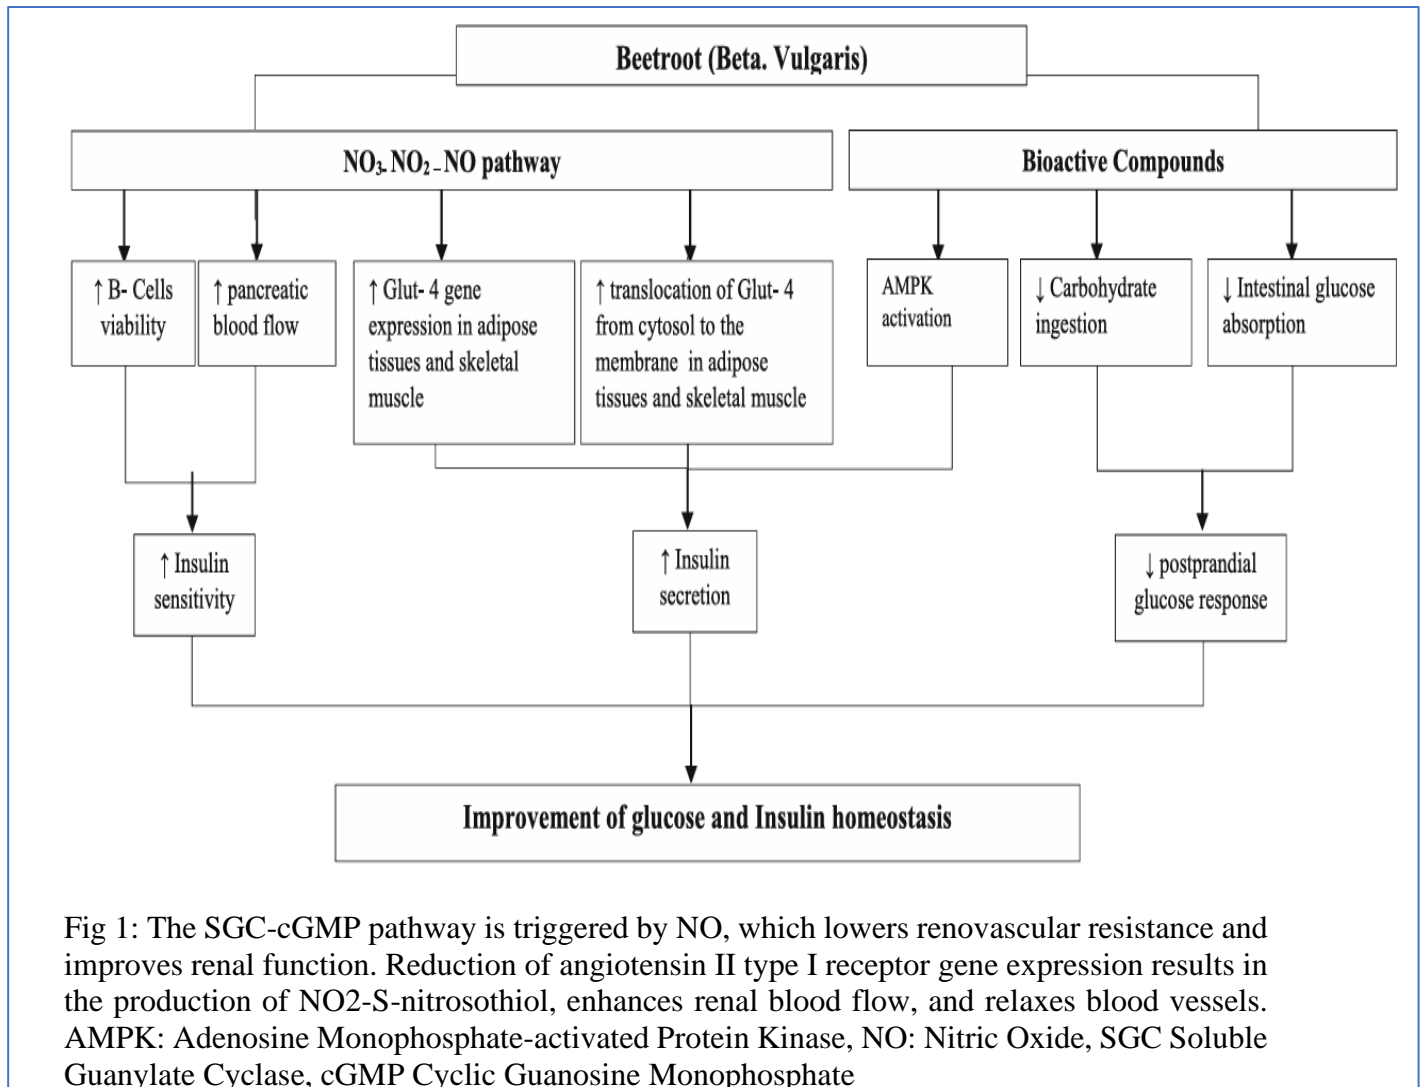 Beetroot (Beta. Vulgaris)
NO₃₋ NO₂ – NO pathway
Bioactive Compounds
↑ B- Cells
viability
↑ pancreatic
blood flow
↑ Glut- 4 gene
expression in adipose
tissues and skeletal
muscle
↑ translocation of Glut- 4
from cytosol to the
membrane in adipose
tissues and skeletal muscle
AMPK
activation
↓ Carbohydrate
ingestion
↓ Intestinal glucose
absorption
↑ Insulin
sensitivity
↑ Insulin
secretion
↓ postprandial
glucose response
Improvement of glucose and Insulin homeostasis
Fig 1: The SGC-cGMP pathway is triggered by NO, which lowers renovascular resistance and
improves renal function. Reduction of angiotensin II type I receptor gene expression results in
the production of NO2-S-nitrosothiol, enhances renal blood flow, and relaxes blood vessels.
AMPK: Adenosine Monophosphate-activated Protein Kinase, NO: Nitric Oxide, SGC Soluble
Guanylate Cyclase, cGMP Cyclic Guanosine Monophosphate